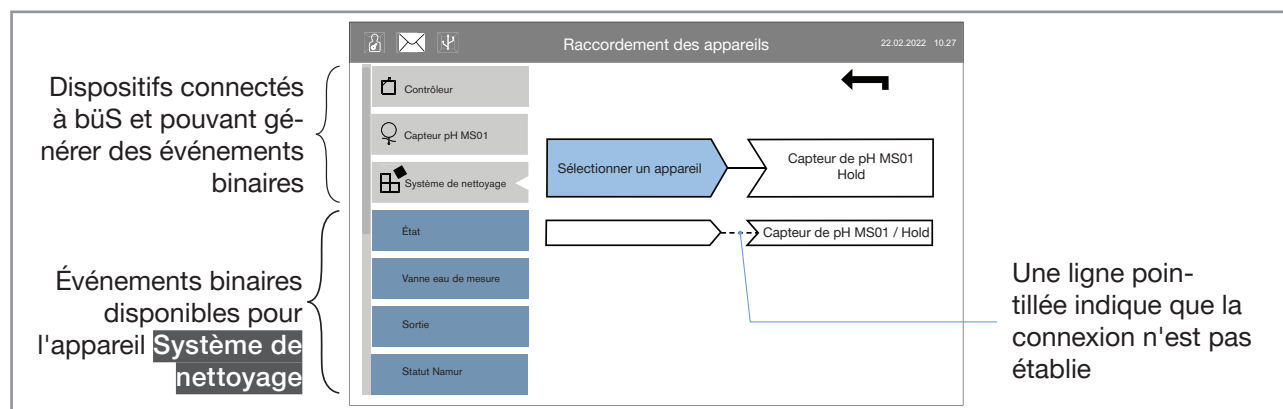 Raccordement des appareils
22.02.2022 10.27
Dispositifs connectés
à büS et pouvant gé-
nérer des événements
binaires
Contrôleur
Capteur pH MS01
Système de nettoyage
Événements binaires
disponibles pour
l'appareil Système de
nettoyage
État
Vanne eau de mesure
Sortie
Statut Namur
Sélectionner un appareil
Capteur de pH MS01
Hold
Capteur de pH MS01 / Hold
Une ligne poin-
tillée indique que la
connexion n'est pas
établie